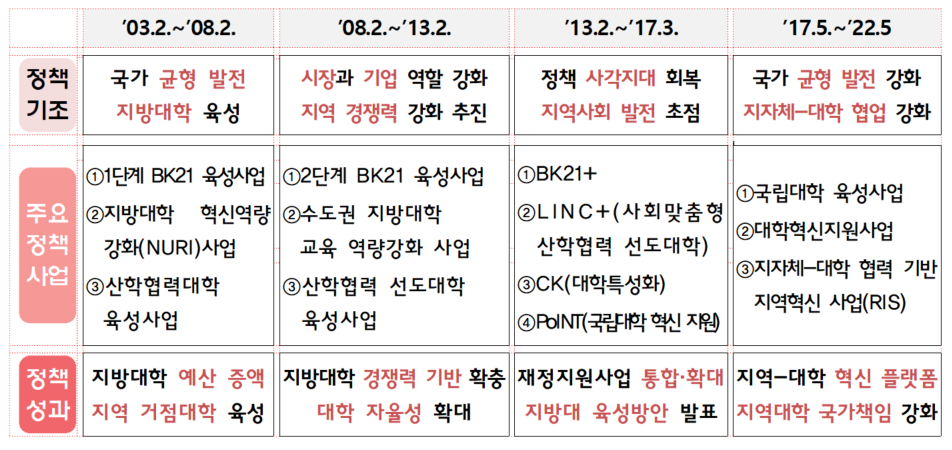 ’03.2.~’08.2.
’08.2.~’13.2.
’13.2.~’17.3.
’17.5.~’22.5
정책
기조
국가 균형 발전
지방대학 육성
시장과 기업 역할 강화
지역 경쟁력 강화 추진
정책 사각지대 회복
지역사회 발전 초점
국가 균형 발전 강화
지자체-대학 협업 강화
주요
정책
사업
①1단계 BK21 육성사업
②지방대학 혁신역량
강화(NURI)사업
③산학협력대학
육성사업
①2단계 BK21 육성사업
②수도권 지방대학
교육 역량강화 사업
③산학협력 선도대학
육성사업
①BK21+
②LINC+(사회맞춤형
산학협력 선도대학)
③CK(대학특성화)
④PoINT(국립대학 혁신 지원)
①국립대학 육성사업
②대학혁신지원사업
③지자체-대학 협력 기반
지역혁신 사업(RIS)
정책
성과
지방대학 예산 증액
지역 거점대학 육성
지방대학 경쟁력 기반 확충
대학 자율성 확대
재정지원사업 통합·확대
지방대 육성방안 발표
지역-대학 혁신 플랫폼
지역대학 국가책임 강화